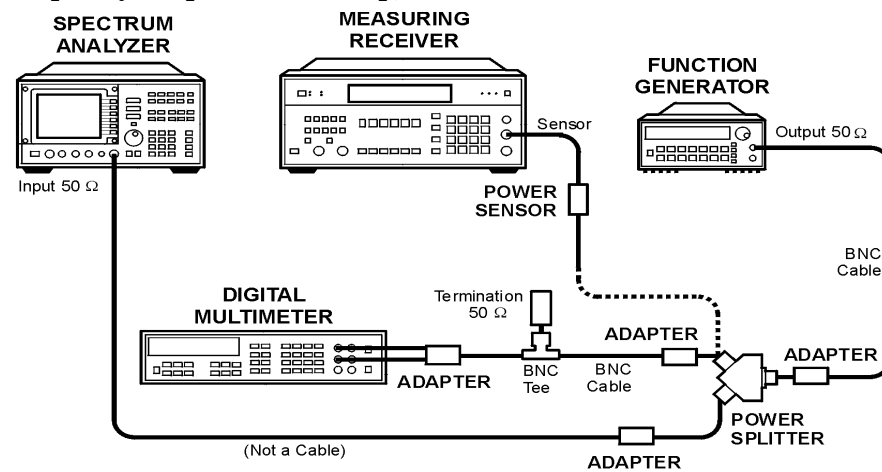 SPECTRUM
ANALYZER
MEASURING
RECEIVER
FUNCTION
GENERATOR
Sensor
Output 50 Ω
Input 50 Ω
POWER
SENSOR
BNC
Cable
DIGITAL
MULTIMETER
Termination
50 Ω
ADAPTER
ADAPTER
ADAPTER
BNC
Tee
BNC
Cable
POWER
SPLITTER
(Not a Cable)
ADAPTER